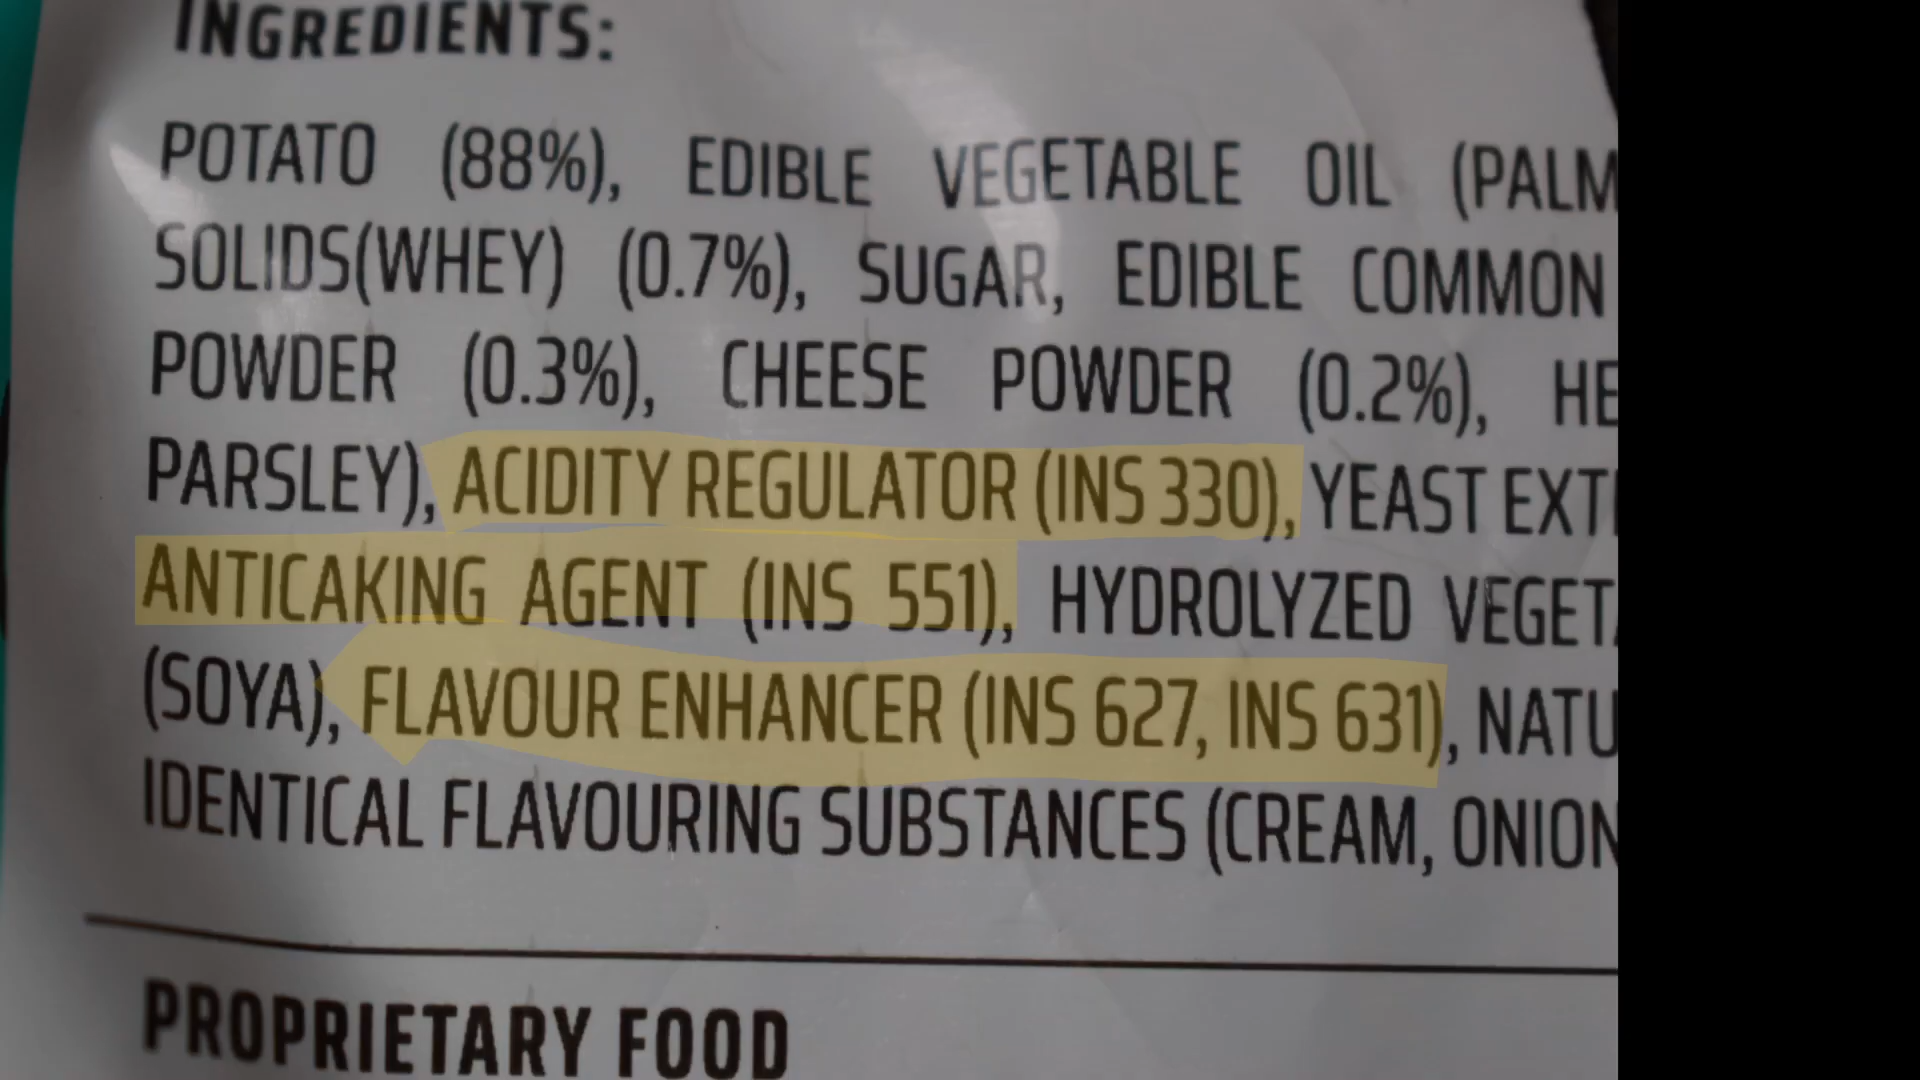 INGREDIENTS:
POTATO (88%), EDIBLE VEGETABLE OIL (PALM
SOLIDS(WHEY) (0.7%), SUGAR, EDIBLE COMMON
POWDER (0.3%), CHEESE POWDER (0.2%), HE
PARSLEY), ACIDITY REGULATOR (INS 330), YEAST EXT
ANTICAKING AGENT (INS 551), HYDROLYZED VEGET
(SOYA), FLAVOUR ENHANCER (INS 627, INS 631), NATU
IDENTICAL FLAVOURING SUBSTANCES (CREAM, ONION
PROPRIETARY FOOD